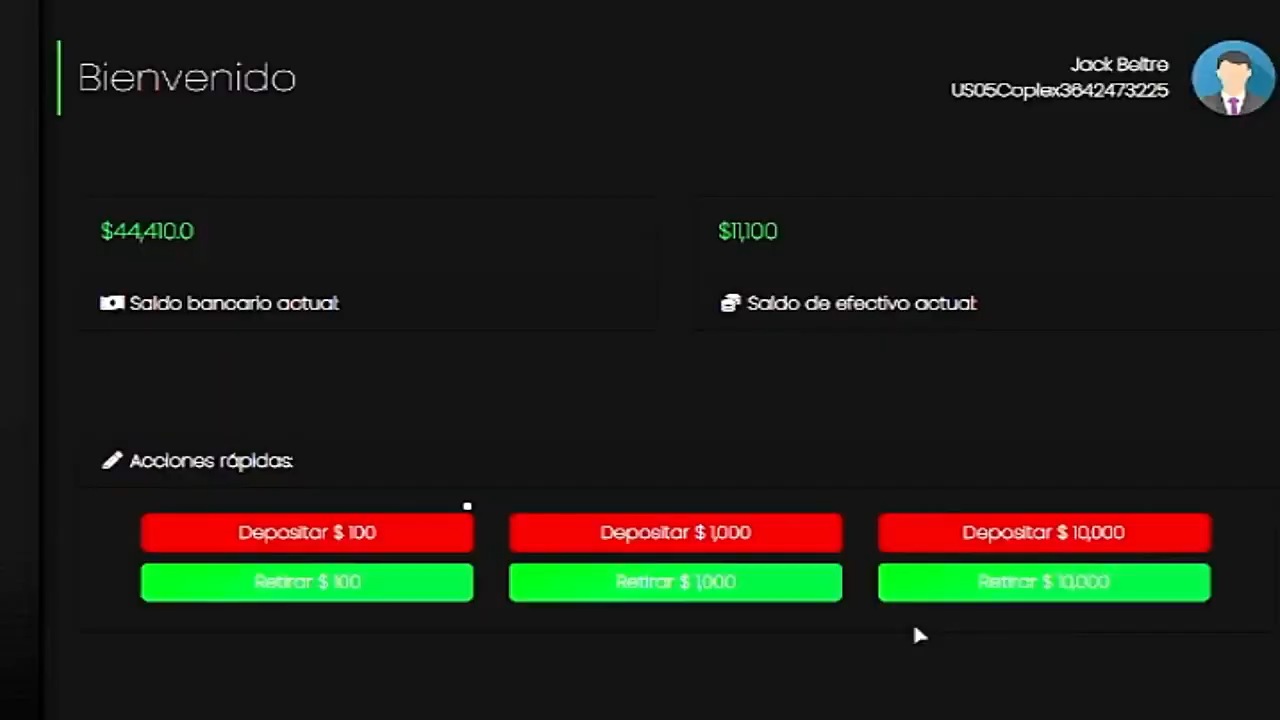 Bienvenido
Jack Beltre
US05Coplex3642473225
$44,410.0
$11,100
Saldo bancario actual:
Saldo de efectivo actual:
Acciones rápidas:
Depositar $ 100
Depositar $ 1,000
Depositar $ 10,000
Retirar $ 100
Retirar $ 1,000
Retirar $ 10,000